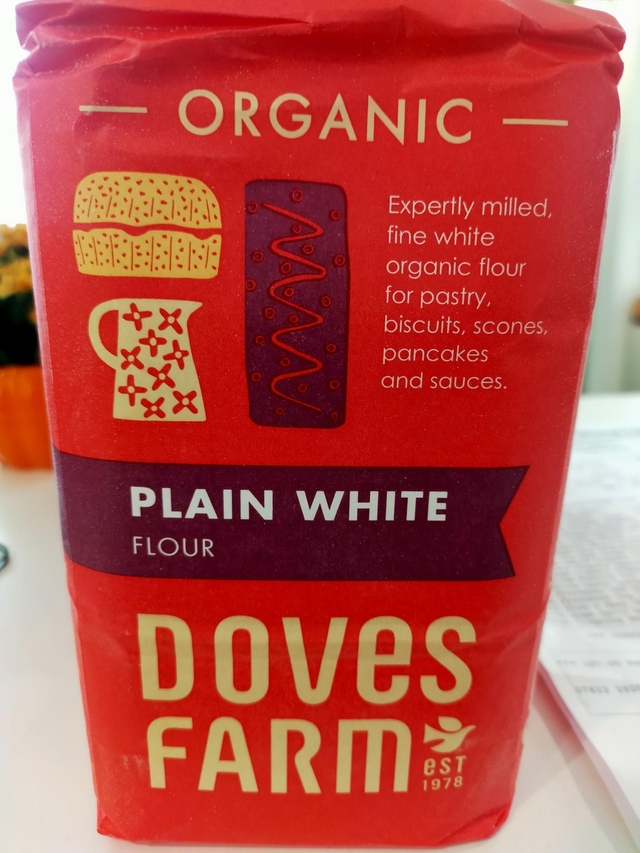 ORGANIC
Expertly milled,
fine white
organic flour
for pastry,
biscuits, scones,
pancakes
and sauces.
PLAIN WHITE
FLOUR
DOVES
FARM
EST
1978